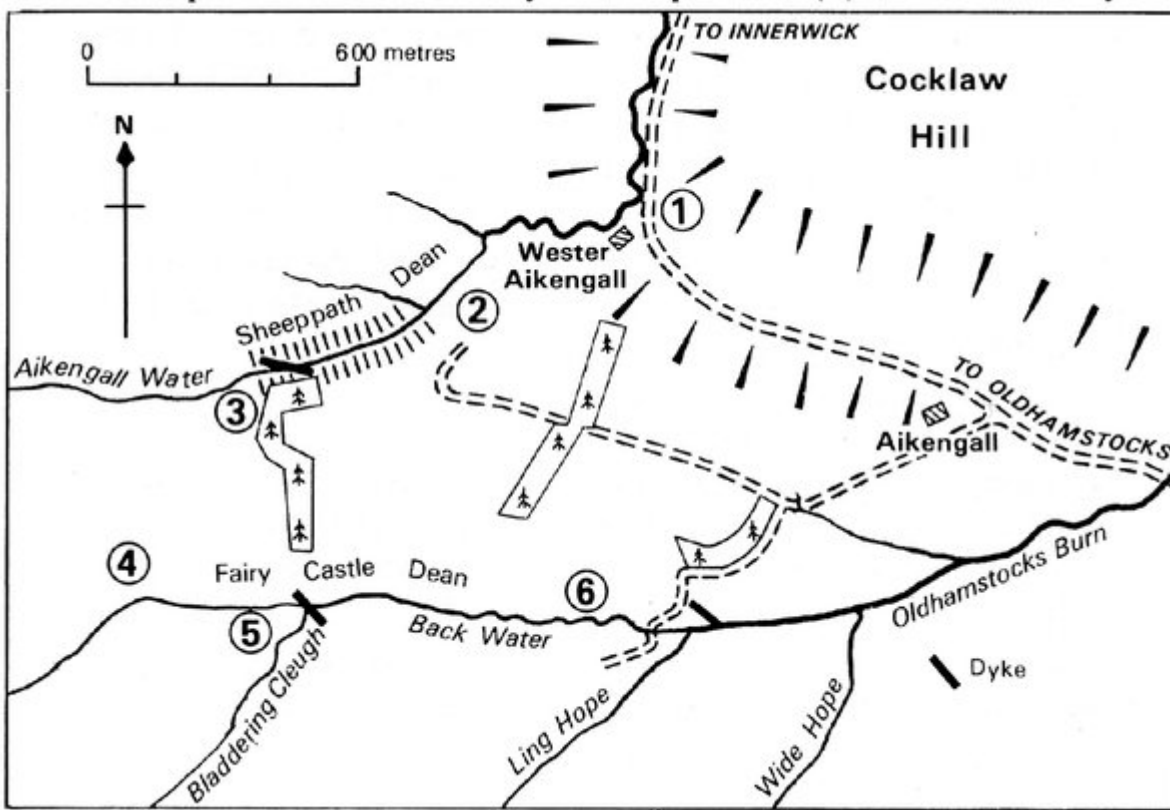 0 600 metres
N
TO INNERWICK
Cocklaw
Hill
1
Wester
Aikengall
Sheeppath Dean
2
Aikengall Water
3
TO OLDHAMSTOCKS
Aikengall
4
Fairy Castle Dean
5
6
Back Water
Oldhamstocks Burn
Bladdering Cleugh
Ling Hope
Wide Hope
Dyke